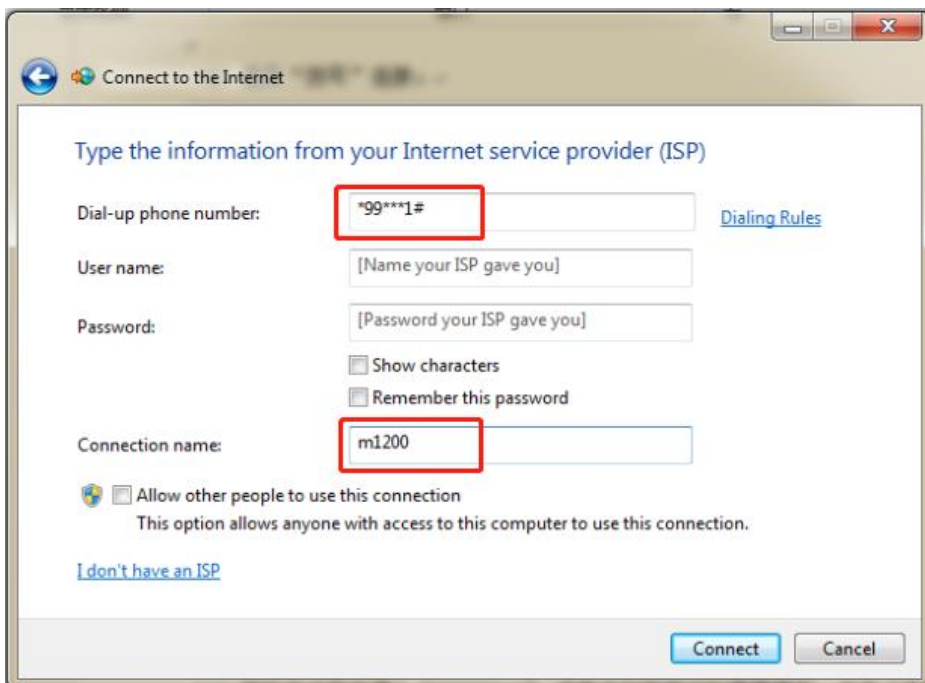 Connect to the Internet
Type the information from your Internet service provider (ISP)
Dial-up phone number:
*99***1#
Dialing Rules
User name:
[Name your ISP gave you]
Password:
[Password your ISP gave you]
Show characters
Remember this password
Connection name:
m1200
Allow other people to use this connection
This option allows anyone with access to this computer to use this connection.
I don't have an ISP
Connect
Cancel